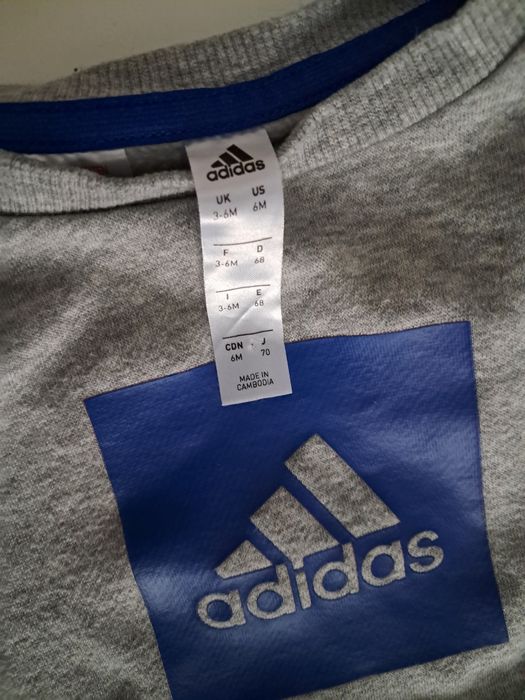 adidas
UK US
3-6M 6M
F D
3-6M 68
I E
3-6M 68
CDN J
6M 70
MADE IN
CAMBODIA
adidas